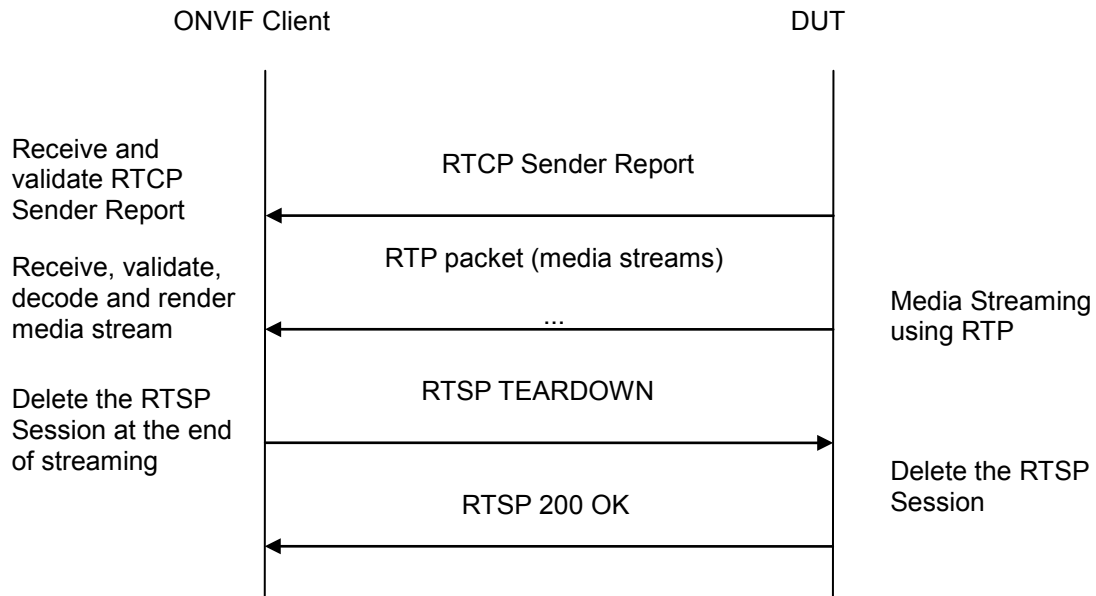 ONVIF Client
DUT
Receive and
validate RTCP
Sender Report
RTCP Sender Report
Receive, validate,
decode and render
media stream
RTP packet (media streams)
...
Media Streaming
using RTP
Delete the RTSP
Session at the end
of streaming
RTSP TEARDOWN
Delete the RTSP
Session
RTSP 200 OK